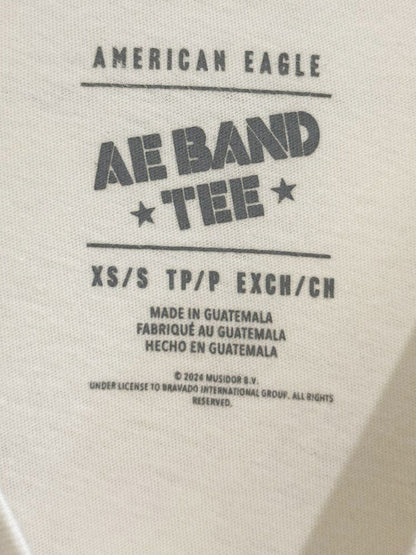 AMERICAN EAGLE
AE BAND
★ TEE ★
XS/S TP/P EXCH/CH
MADE IN GUATEMALA
FABRIQUÉ AU GUATEMALA
HECHO EN GUATEMALA
© 2024 MUSIDOR B.V.
UNDER LICENSE TO BRAVADO INTERNATIONAL GROUP. ALL RIGHTS
RESERVED.